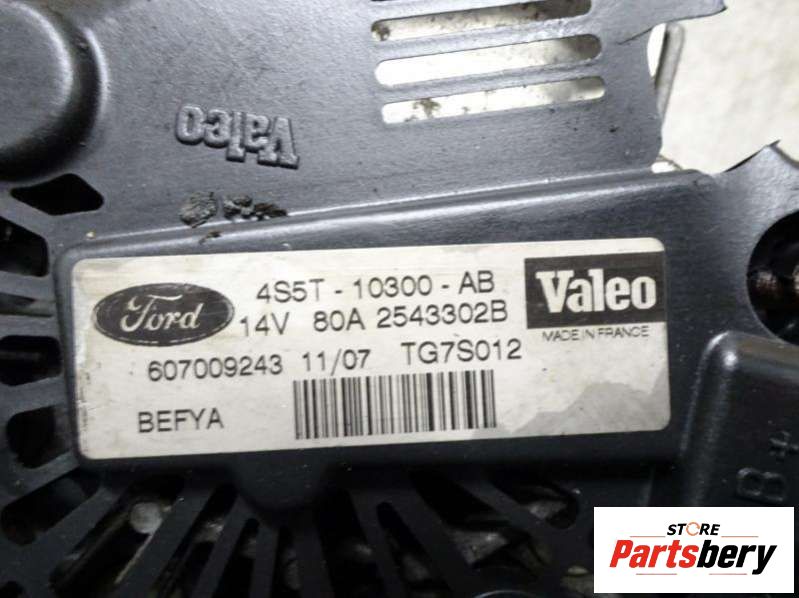 Valeo
Ford
4S5T - 10300 - AB
14V 80A 2543302B
Valeo
MADE IN FRANCE
607009243 11/07 TG7S012
BEFYA
B+
STORE
Partsbery